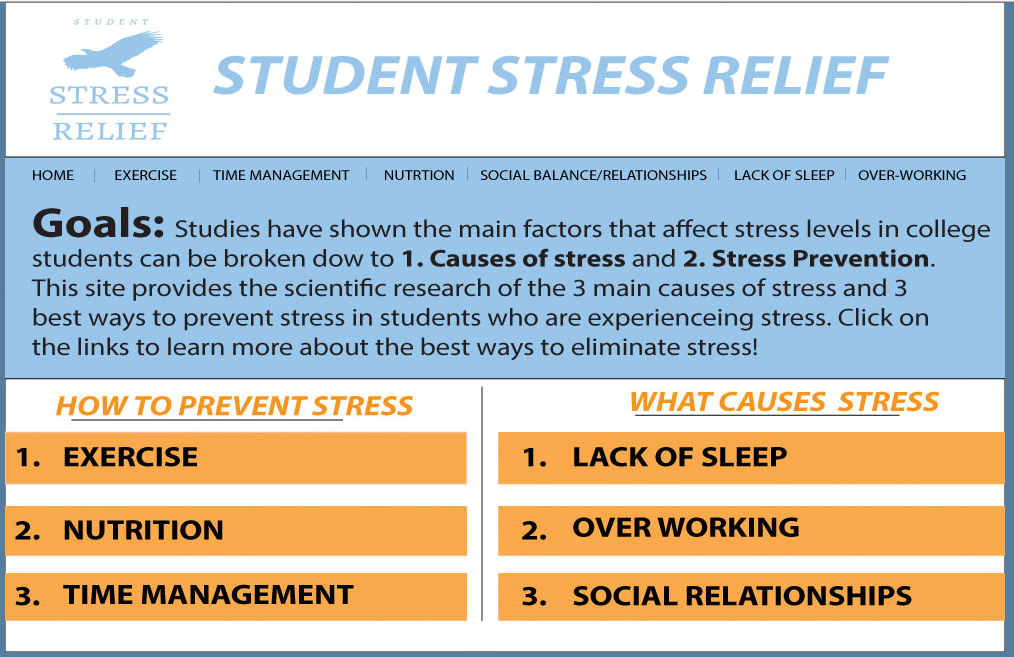 STUDENT
STRESS
RELIEF
STUDENT STRESS RELIEF
HOME | EXERCISE | TIME MANAGEMENT | NUTRTION | SOCIAL BALANCE/RELATIONSHIPS | LACK OF SLEEP | OVER-WORKING
Goals: Studies have shown the main factors that affect stress levels in college
students can be broken dow to 1. Causes of stress and 2. Stress Prevention.
This site provides the scientific research of the 3 main causes of stress and 3
best ways to prevent stress in students who are experienceing stress. Click on
the links to learn more about the best ways to eliminate stress!
HOW TO PREVENT STRESS
1. EXERCISE
2. NUTRITION
3. TIME MANAGEMENT
WHAT CAUSES STRESS
1. LACK OF SLEEP
2. OVER WORKING
3. SOCIAL RELATIONSHIPS